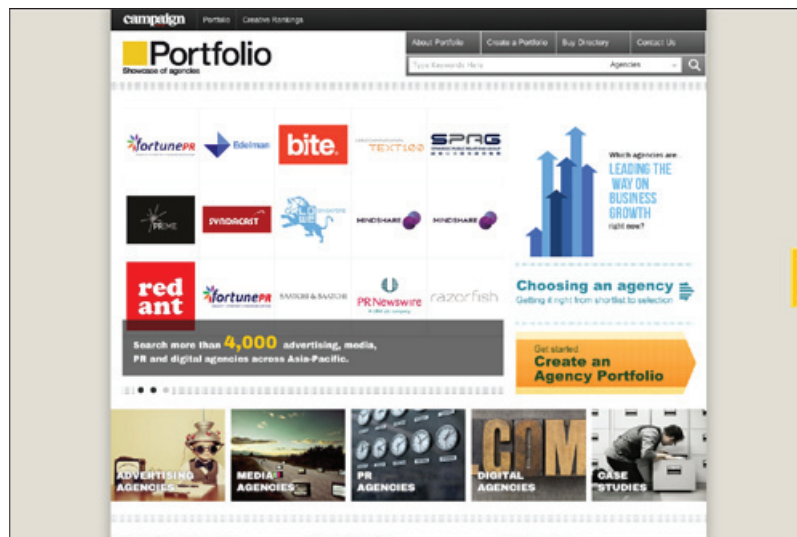 campaign Portfolio Creative Rankings
Portfolio
Showcase of agencies
About Portfolio Create a Portfolio Buy Directory Contact Us
Type Keywords Here Agencies
fortunePR Edelman bite. TEXT100 SPRG
PRIME SYNDACAST LOWE MINDSHARE MINDSHARE
red ant fortunePR SAATCHI & SAATCHI PR Newswire razorfish
Search more than 4,000 advertising, media,
PR and digital agencies across Asia-Pacific.
Which agencies are...
LEADING THE
WAY ON
BUSINESS
GROWTH
right now?
Choosing an agency
Getting it right from shortlist to selection
Get started:
Create an
Agency Portfolio
ADVERTISING
AGENCIES
MEDIA
AGENCIES
PR
AGENCIES
.COM
DIGITAL
AGENCIES
CASE
STUDIES